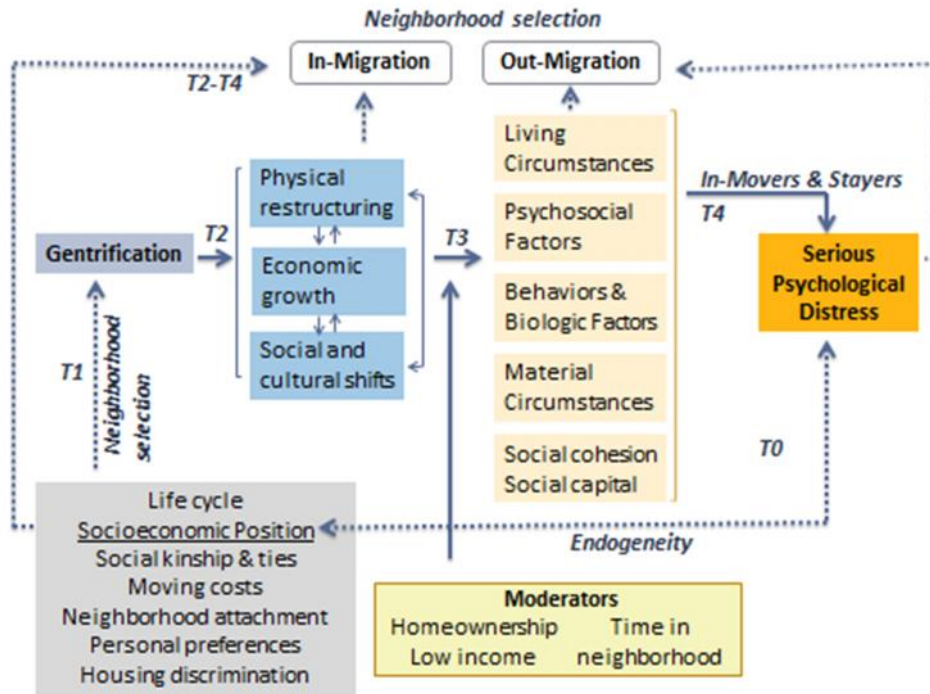 Neighborhood selection
In-Migration
Out-Migration
T2-T4
Living
Circumstances
Physical
restructuring
In-Movers & Stayers
T2
T3
Psychosocial
Factors
T4
Gentrification
Economic
growth
Serious
Psychological
Distress
Behaviors &
Biologic Factors
Social and
cultural shifts
T1
Neighborhood
selection
Material
Circumstances
T0
Social cohesion
Social capital
Life cycle
Socioeconomic Position
Social kinship & ties
Moving costs
Neighborhood attachment
Personal preferences
Housing discrimination
Endogeneity
Moderators
Homeownership
Low income
Time in
neighborhood